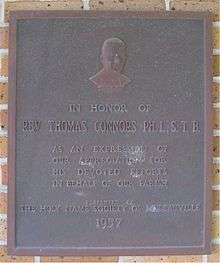 IN HONOR OF
REV. THOMAS CONNORS PH. L. S. T. B.
AS AN EXPRESSION OF
OUR APPRECIATION FOR
HIS DEVOTED EFFORTS
IN BEHALF OF OUR PARISH
THE HOLY NAME SOCIETY OF
1957